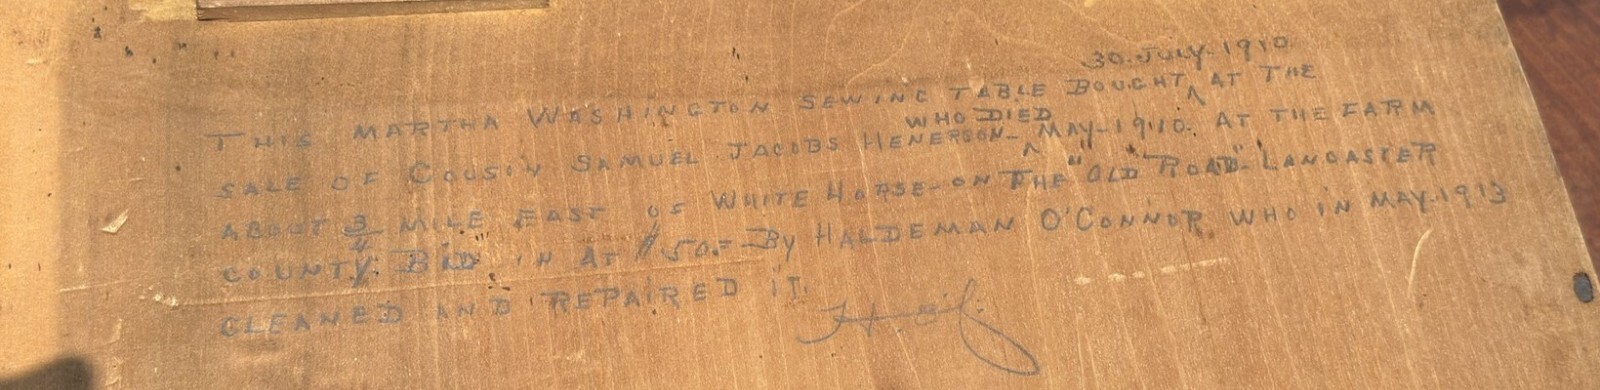 30. JULY-1910
THIS MARTHA WASHINGTON SEWING TABLE BOUGHT ^ AT THE
WHO DIED
SALE OF COUSIN SAMUEL JACOBS HENERSON- ^ MAY-1910. AT THE FARM
ABOUT 3/4 MILE EAST OF WHITE HORSE-ON THE "OLD ROAD" LANCASTER
COUNTY. BID IN AT $50.= BY HALDEMAN O'CONNOR WHO IN MAY-1913
CLEANED AND REPAIRED IT.